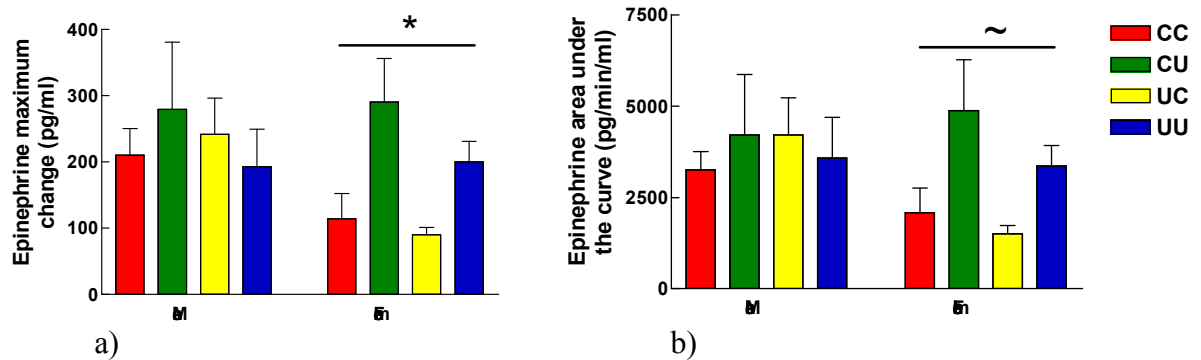 Epinephrine maximum
change (pg/ml)
400
300
200
100
0
*
a)
Epinephrine area under
the curve (pg/min/ml)
7500
5000
2500
0
~
b)
CC
CU
UC
UU